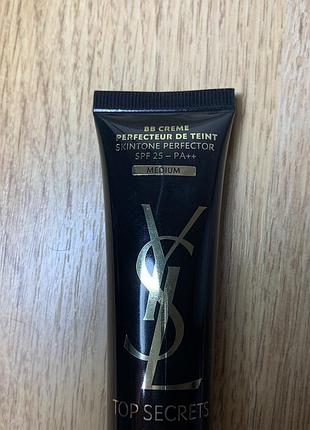 BB CREME
PERFECTEUR DE TEINT
SKINTONE PERFECTOR
SPF 25 – PA++
MEDIUM
YSL
TOP SECRETS